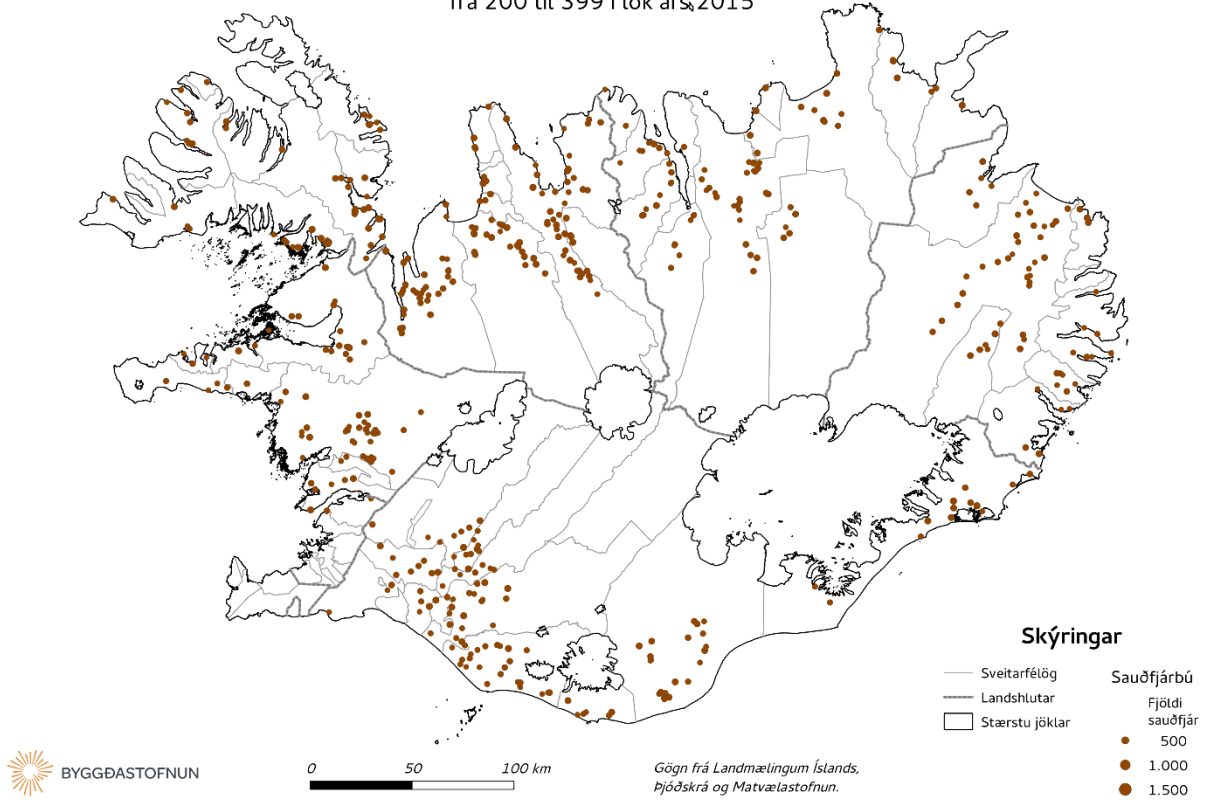 frá 200 til 399 í lok árs 2015
Skýringar
Sveitarfélög
Landshlutar
Stærstu jöklar
Sauðfjárbú
Fjöldi
sauðfjár
500
1.000
1.500
BYGGÐASTOFNUN
0 50 100 km
Gögn frá Landmælingum Íslands,
Þjóðskrá og Matvælastofnun.